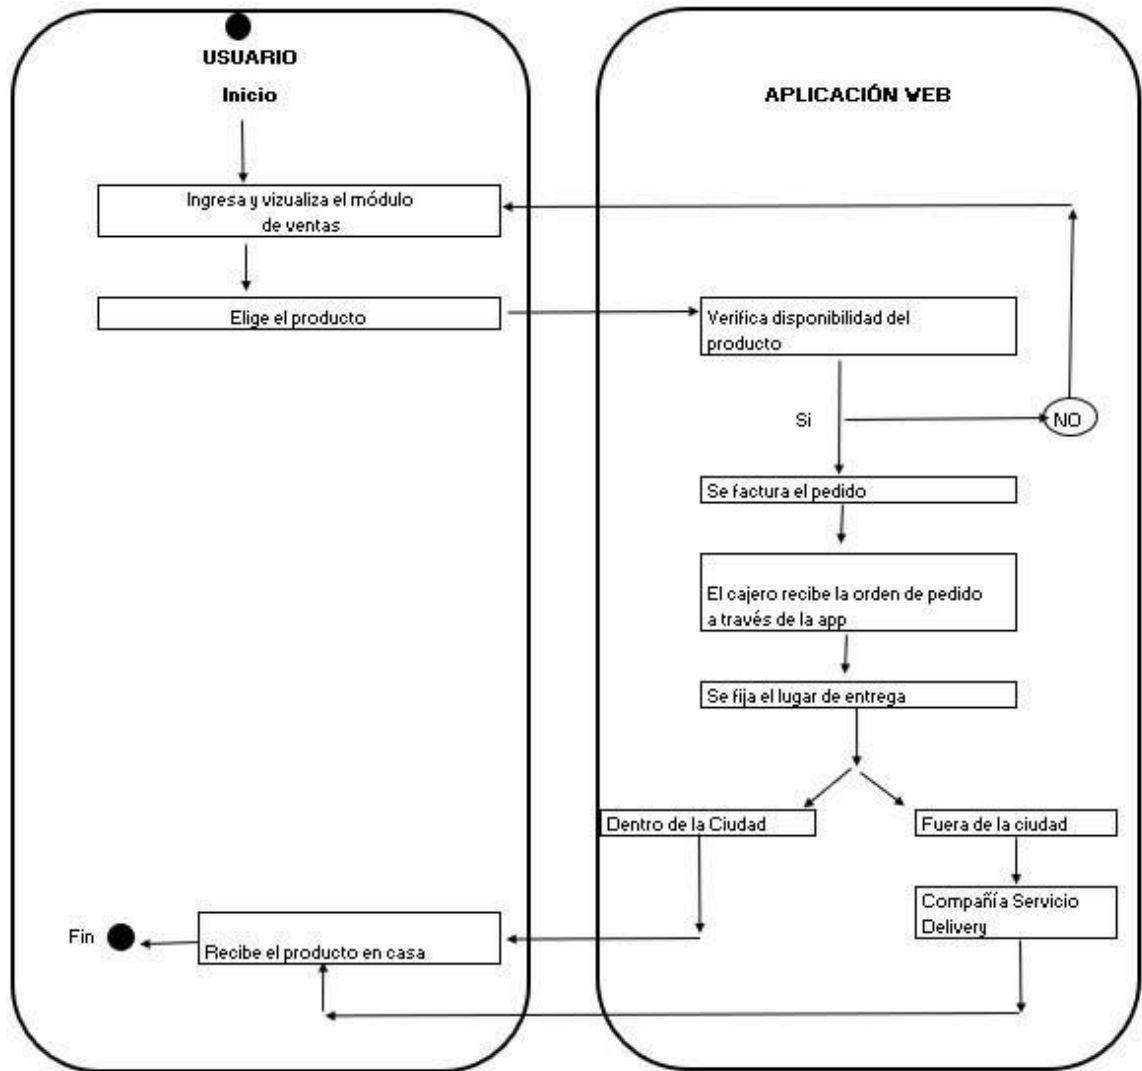 USUARIO
Inicio
APLICACIÓN WEB
Ingresa y vizualiza el módulo
de ventas
Elige el producto
Verifica disponibilidad del
producto
Si
NO
Se factura el pedido
El cajero recibe la orden de pedido
a través de la app
Se fija el lugar de entrega
Dentro de la Ciudad
Fuera de la ciudad
Compañía Servicio
Delivery
Fin
Recibe el producto en casa